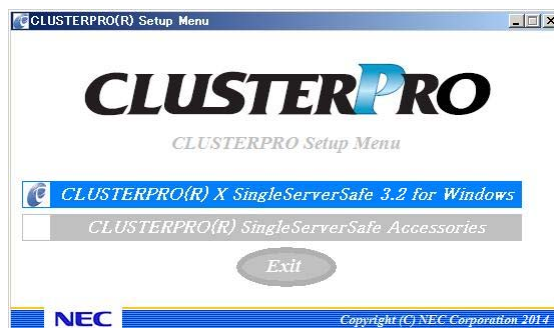 CLUSTERPRO(R) Setup Menu
CLUSTERPRO
CLUSTERPRO Setup Menu
CLUSTERPRO(R) X SingleServerSafe 3.2 for Windows
CLUSTERPRO(R) SingleServerSafe Accessories
Exit
NEC
Copyright (C) NEC Corporation 2014